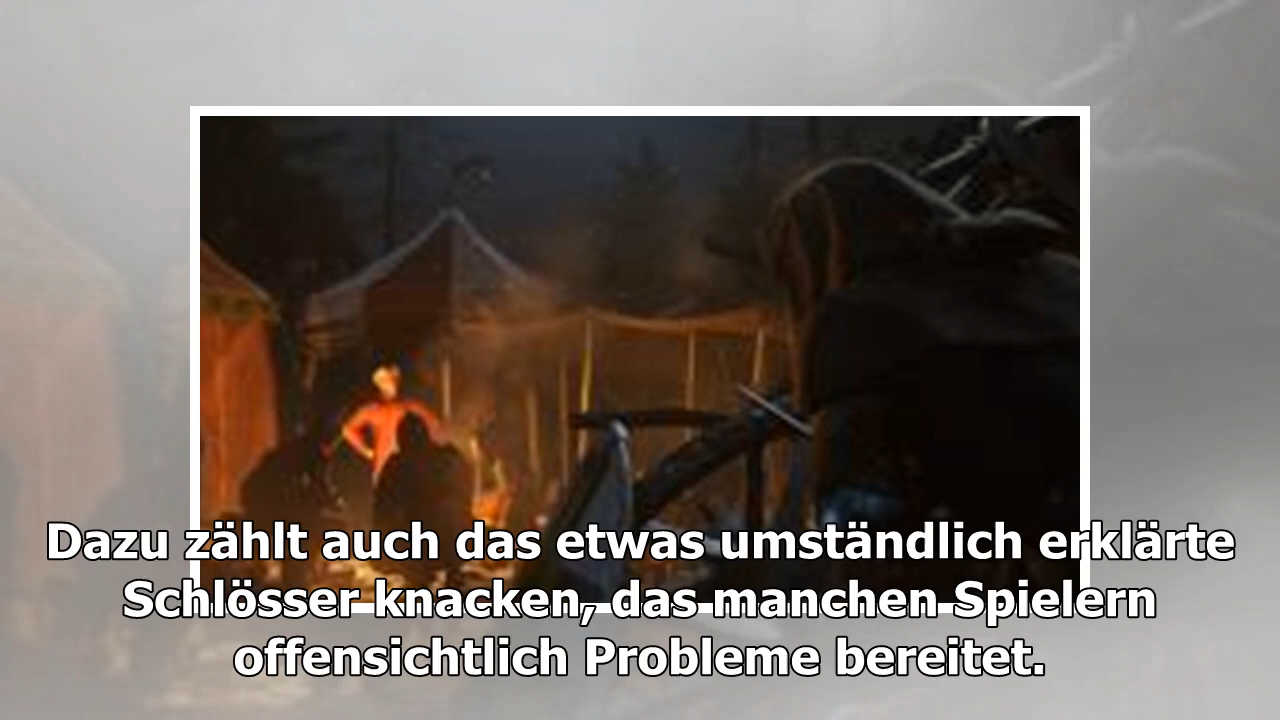 Dazu zählt auch das etwas umständlich erklärte
Schlösser knacken, das manchen Spielern
offensichtlich Probleme bereitet.